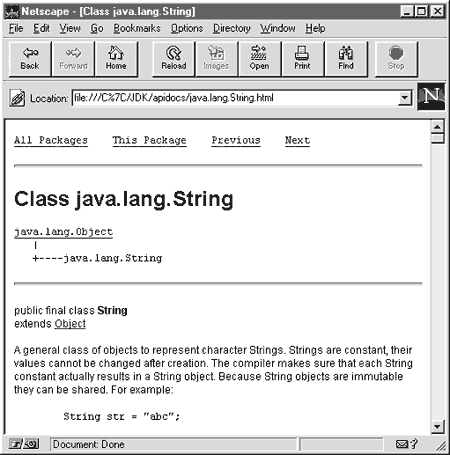 Netscape - [Class java.lang.String]
File Edit View Go Bookmarks Options Directory Window Help
Back Forward Home Reload Images Open Print Find Stop
Location: file:///C%7C/JDK/apidocs/java.lang.String.html
N
All Packages This Package Previous Next
Class java.lang.String
java.lang.Object
|
+----java.lang.String
public final class String
extends Object
A general class of objects to represent character Strings. Strings are constant, their
values cannot be changed after creation. The compiler makes sure that each String
constant actually results in a String object. Because String objects are immutable
they can be shared. For example:
String str = "abc";
Document: Done
?